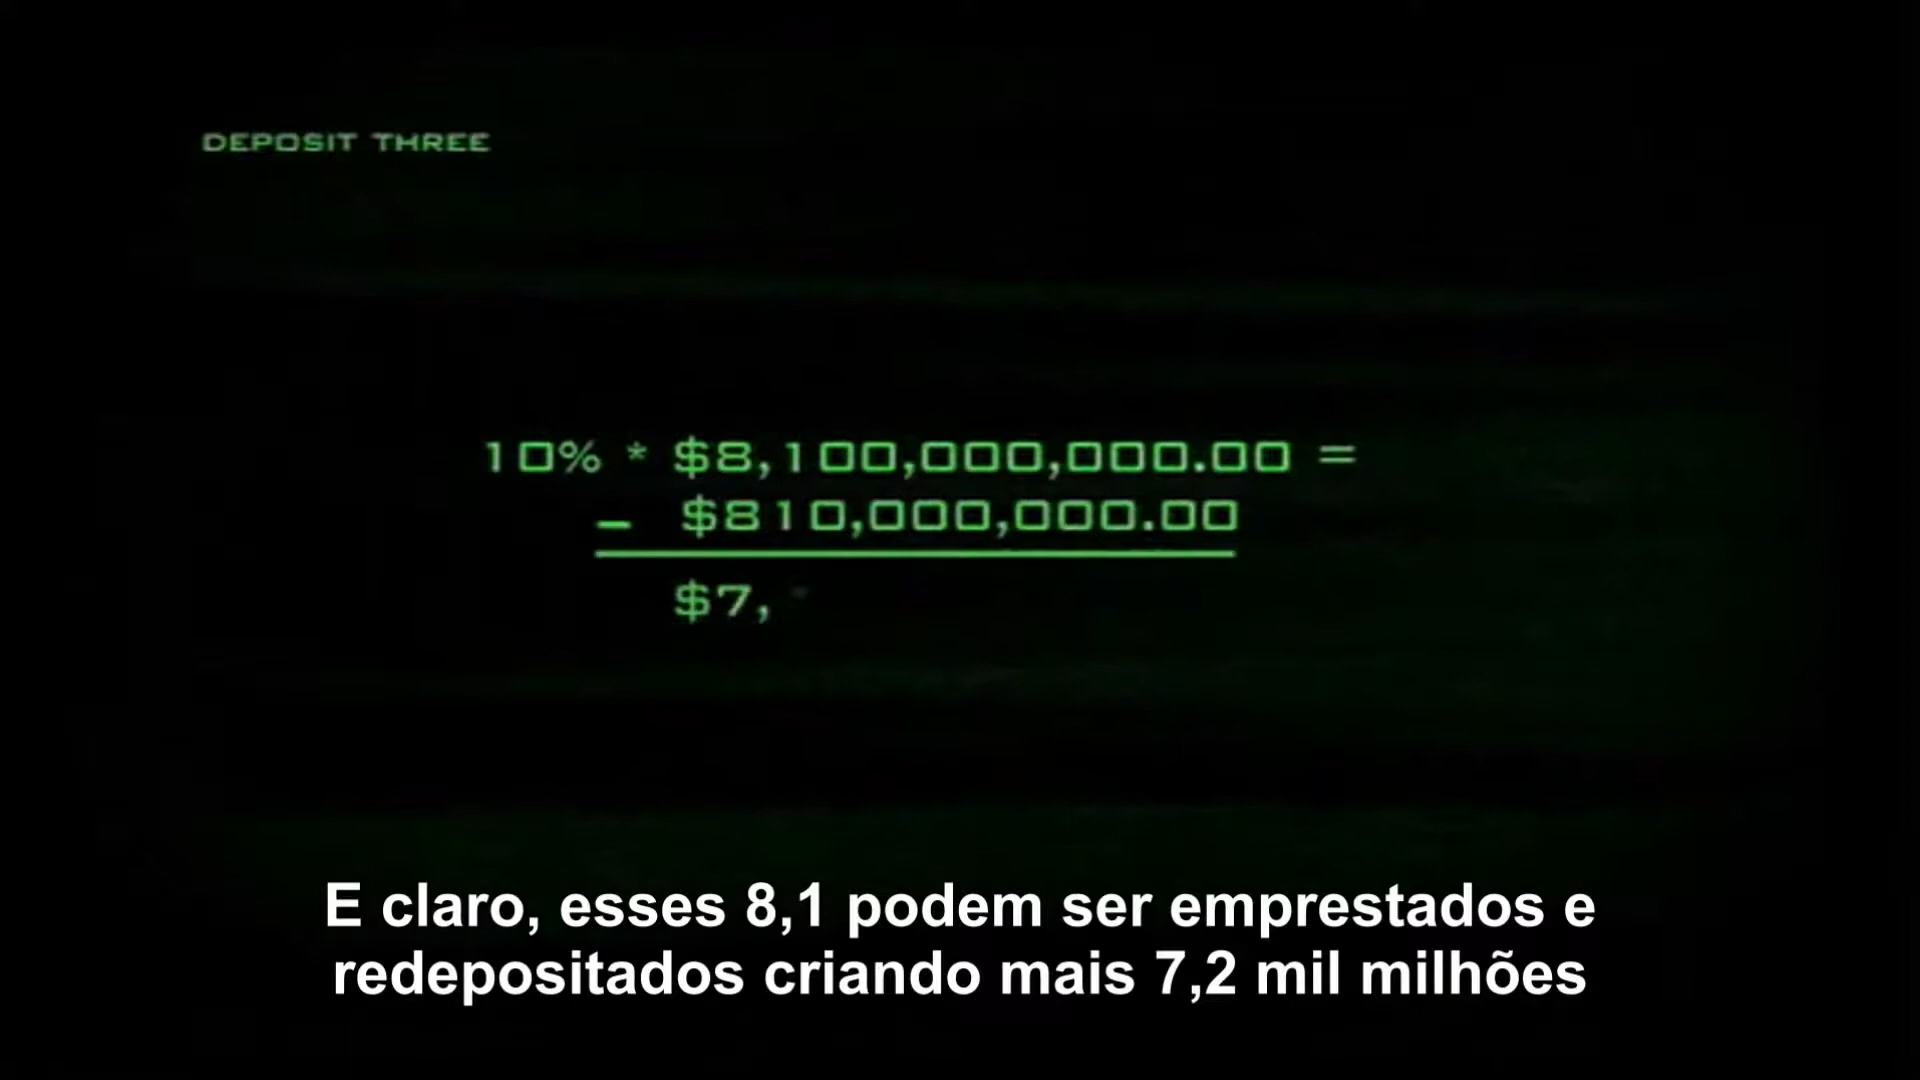 DEPOSIT THREE
10% * $8,100,000,000.00 =
- $810,000,000.00
$7,
E claro, esses 8,1 podem ser emprestados e
redepositados criando mais 7,2 mil milhões